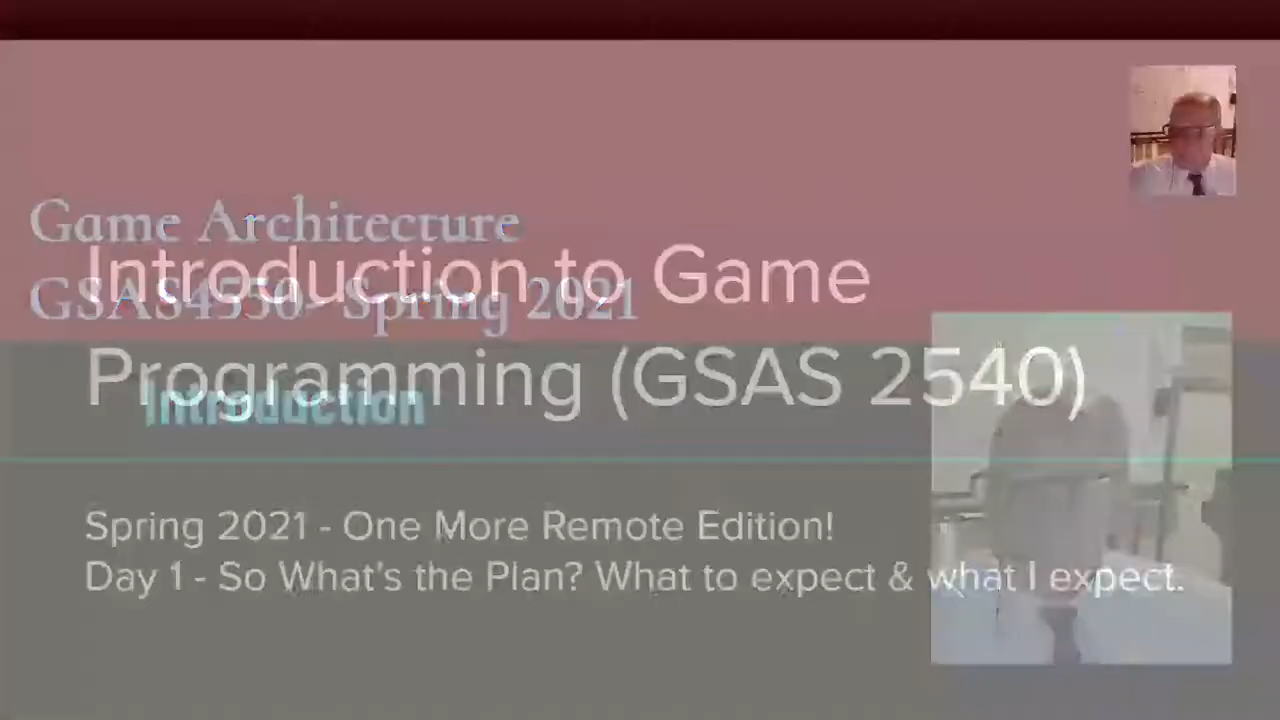 Game Architecture
GSAS4550- Spring 2021
Introduction
Introduction to Game
Programming (GSAS 2540)
Spring 2021 - One More Remote Edition!
Day 1 - So What's the Plan? What to expect & what I expect.